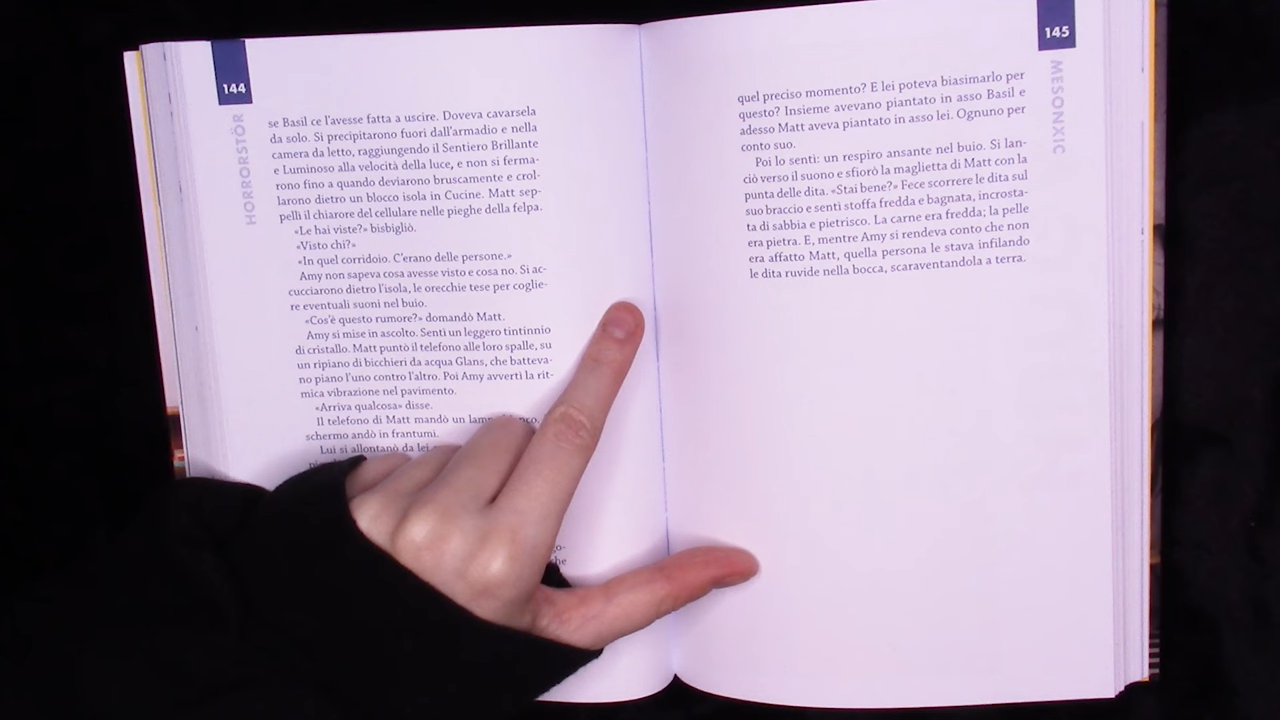 144
HORRORSTÖR
se Basil ce l'avesse fatta a uscire. Doveva cavarsela
da solo. Si precipitarono fuori dall'armadio e nella
camera da letto, raggiungendo il Sentiero Brillante
e Luminoso alla velocità della luce, e non si ferma-
rono fino a quando deviarono bruscamente e crol-
larono dietro un blocco isola in Cucine. Matt sep-
pellì il chiarore del cellulare nelle pieghe della felpa.
«Le hai viste?» bisbigliò.
«Visto chi?»
«In quel corridoio. C'erano delle persone.»
Amy non sapeva cosa avesse visto e cosa no. Si ac-
cucciarono dietro l'isola, le orecchie tese per coglie-
re eventuali suoni nel buio.
«Cos'è questo rumore?» domandò Matt.
Amy si mise in ascolto. Sentì un leggero tintinnio
di cristallo. Matt puntò il telefono alle loro spalle, su
un ripiano di bicchieri da acqua Glans, che batteva-
no piano l'uno contro l'altro. Poi Amy avvertì la rit-
mica vibrazione nel pavimento.
«Arriva qualcosa» disse.
Il telefono di Matt mandò un
schermo andò in frantumi.
Lui si allontanò da lei
go-
he
145
MESONXIC
quel preciso momento? E lei poteva biasimarlo per
questo? Insieme avevano piantato in asso Basil e
adesso Matt aveva piantato in asso lei. Ognuno per
conto suo.
Poi lo sentì: un respiro ansante nel buio. Si lan-
ciò verso il suono e sfiorò la maglietta di Matt con la
punta delle dita. «Stai bene?» Fece scorrere le dita sul
suo braccio e sentì stoffa fredda e bagnata, incrosta-
ta di sabbia e pietrisco. La carne era fredda; la pelle
era pietra. E, mentre Amy si rendeva conto che non
era affatto Matt, quella persona le stava infilando
le dita ruvide nella bocca, scaraventandola a terra.